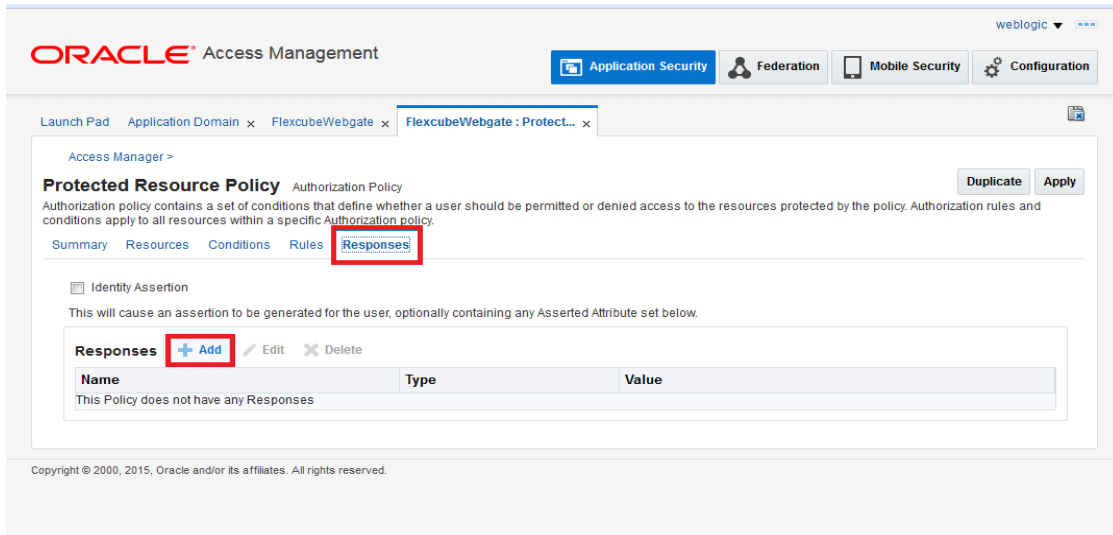 weblogic
ORACLE Access Management
Application Security Federation Mobile Security Configuration
Launch Pad Application Domain x FlexcubeWebgate x FlexcubeWebgate : Protect... x
Access Manager >
Protected Resource Policy Authorization Policy
Duplicate Apply
Authorization policy contains a set of conditions that define whether a user should be permitted or denied access to the resources protected by the policy. Authorization rules and
conditions apply to all resources within a specific Authorization policy.
Summary Resources Conditions Rules Responses
Identity Assertion
This will cause an assertion to be generated for the user, optionally containing any Asserted Attribute set below.
Responses Add Edit Delete
Name Type Value
This Policy does not have any Responses
Copyright © 2000, 2015, Oracle and/or its affiliates. All rights reserved.